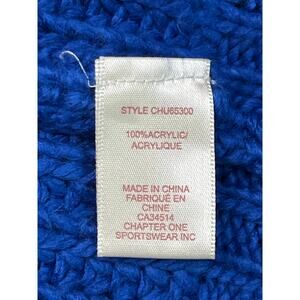 STYLE CHU65300
100%ACRYLIC/
ACRYLIQUE
MADE IN CHINA
FABRIQUÉ EN
CHINE
CA34514
CHAPTER ONE
SPORTSWEAR INC